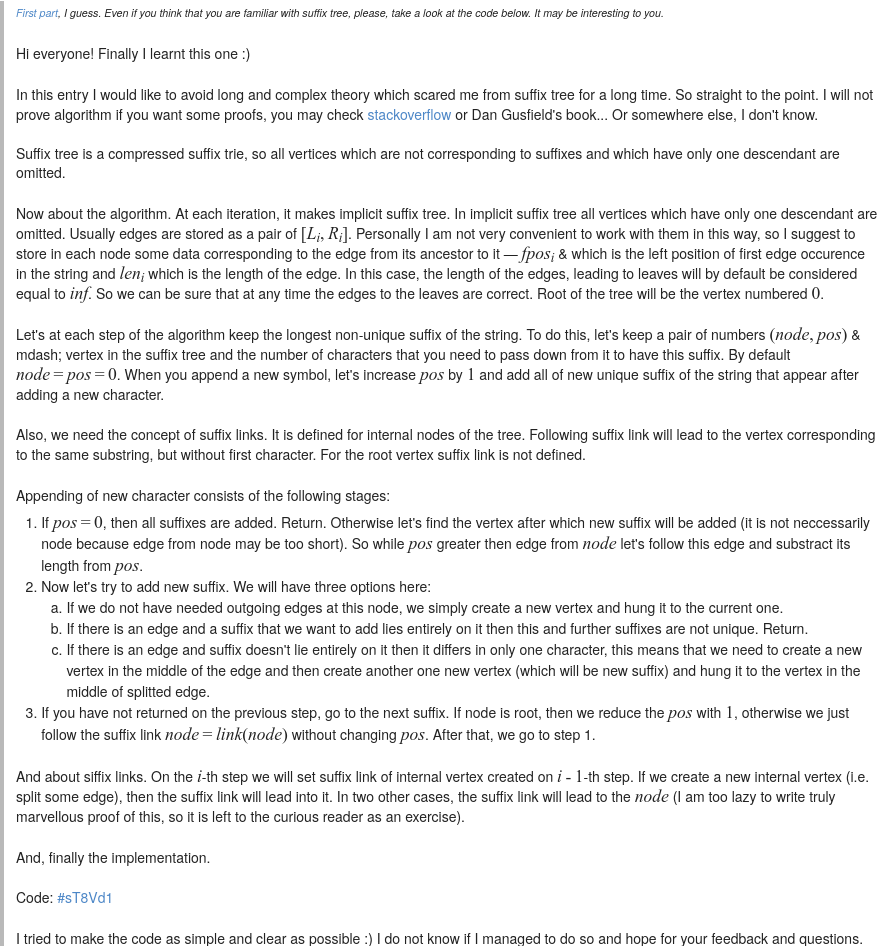 First part, I guess. Even if you think that you are familiar with suffix tree, please, take a look at the code below. It may be interesting to you.
Hi everyone! Finally I learnt this one :)
In this entry I would like to avoid long and complex theory which scared me from suffix tree for a long time. So straight to the point. I will not
prove algorithm if you want some proofs, you may check stackoverflow or Dan Gusfield's book... Or somewhere else, I don't know.
Suffix tree is a compressed suffix trie, so all vertices which are not corresponding to suffixes and which have only one descendant are
omitted.
Now about the algorithm. At each iteration, it makes implicit suffix tree. In implicit suffix tree all vertices which have only one descendant are
omitted. Usually edges are stored as a pair of [L_i, R_i]. Personally I am not very convenient to work with them in this way, so I suggest to
store in each node some data corresponding to the edge from its ancestor to it — fpos_i & which is the left position of first edge occurence
in the string and len_i which is the length of the edge. In this case, the length of the edges, leading to leaves will by default be considered
equal to inf. So we can be sure that at any time the edges to the leaves are correct. Root of the tree will be the vertex numbered 0.
Let's at each step of the algorithm keep the longest non-unique suffix of the string. To do this, let's keep a pair of numbers (node, pos) &
mdash; vertex in the suffix tree and the number of characters that you need to pass down from it to have this suffix. By default
node = pos = 0. When you append a new symbol, let's increase pos by 1 and add all of new unique suffix of the string that appear after
adding a new character.
Also, we need the concept of suffix links. It is defined for internal nodes of the tree. Following suffix link will lead to the vertex corresponding
to the same substring, but without first character. For the root vertex suffix link is not defined.
Appending of new character consists of the following stages:
1. If pos = 0, then all suffixes are added. Return. Otherwise let's find the vertex after which new suffix will be added (it is not neccessarily
node because edge from node may be too short). So while pos greater then edge from node let's follow this edge and substract its
length from pos.
2. Now let's try to add new suffix. We will have three options here:
a. If we do not have needed outgoing edges at this node, we simply create a new vertex and hung it to the current one.
b. If there is an edge and a suffix that we want to add lies entirely on it then this and further suffixes are not unique. Return.
c. If there is an edge and suffix doesn't lie entirely on it then it differs in only one character, this means that we need to create a new
vertex in the middle of the edge and then create another one new vertex (which will be new suffix) and hung it to the vertex in the
middle of splitted edge.
3. If you have not returned on the previous step, go to the next suffix. If node is root, then we reduce the pos with 1, otherwise we just
follow the suffix link node = link(node) without changing pos. After that, we go to step 1.
And about siffix links. On the i-th step we will set suffix link of internal vertex created on i - 1-th step. If we create a new internal vertex (i.e.
split some edge), then the suffix link will lead into it. In two other cases, the suffix link will lead to the node (I am too lazy to write truly
marvellous proof of this, so it is left to the curious reader as an exercise).
And, finally the implementation.
Code: #sT8Vd1
I tried to make the code as simple and clear as possible :) I do not know if I managed to do so and hope for your feedback and questions.